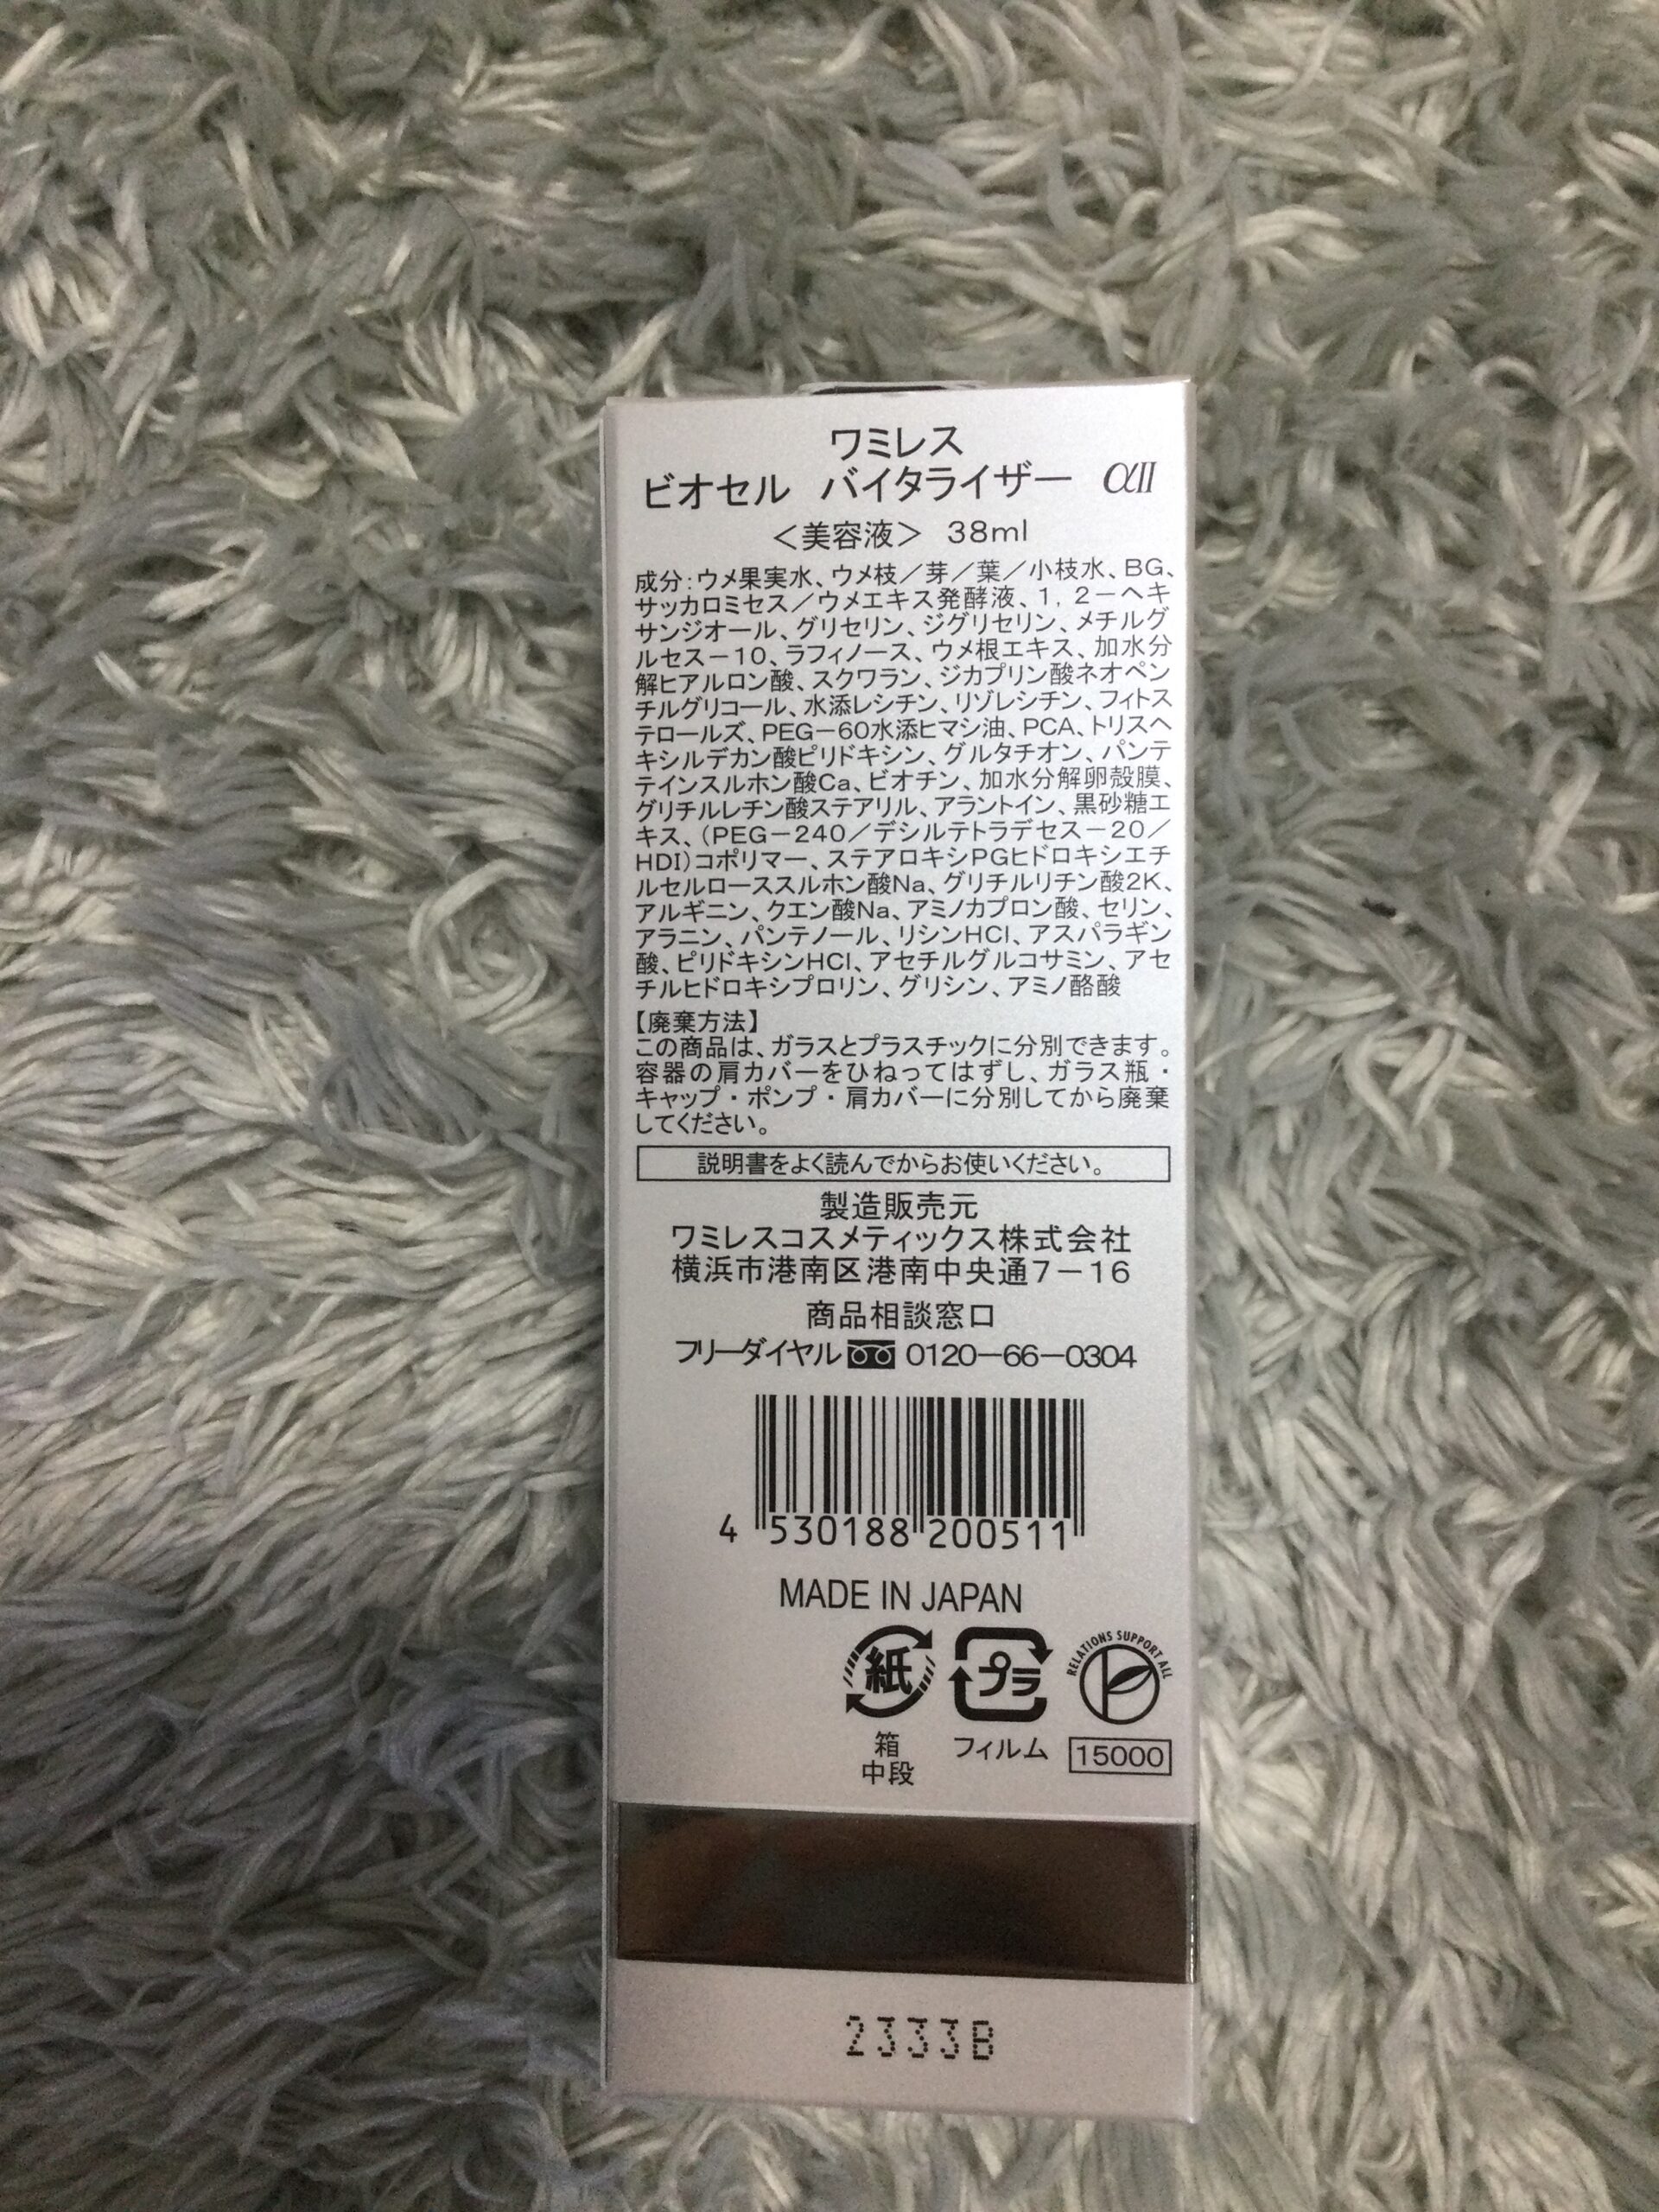 ワミレス
ビオセル バイタライザー αII
＜美容液＞ 38ml
成分：ウメ果実水、ウメ枝／芽／葉／小枝水、BG、
サッカロミセス／ウメエキス発酵液、1，2－ヘキ
サンジオール、グリセリン、ジグリセリン、メチルグ
ルセス－10、ラフィノース、ウメ根エキス、加水分
解ヒアルロン酸、スクワラン、ジカプリン酸ネオペン
チルグリコール、水添レシチン、リゾレシチン、フィトス
テロールズ、PEG－60水添ヒマシ油、PCA、トリスヘ
キシルデカン酸ピリドキシン、グルタチオン、パンテ
テインスルホン酸Ca、ビオチン、加水分解卵殻膜、
グリチルレチン酸ステアリル、アラントイン、黒砂糖エ
キス、（PEG－240／デシルテトラデセス－20／
HDI）コポリマー、ステアロキシPGヒドロキシエチ
ルセルローススルホン酸Na、グリチルリチン酸2K、
アルギニン、クエン酸Na、アミノカプロン酸、セリン、
アラニン、パンテノール、リシンHCl、アスパラギン
酸、ピリドキシンHCl、アセチルグルコサミン、アセ
チルヒドロキシプロリン、グリシン、アミノ酪酸
【廃棄方法】
この商品は、ガラスとプラスチックに分別できます。
容器の肩カバーをひねってはずし、ガラス瓶・
キャップ・ポンプ・肩カバーに分別してから廃棄
してください。
説明書をよく読んでからお使いください。
製造販売元
ワミレスコスメティックス株式会社
横浜市港南区港南中央通7－16
商品相談窓口
フリーダイヤル 0120－66－0304
4 530188 200511
MADE IN JAPAN
紙 プラ RELATIONS SUPPORT ALL
箱 フィルム 15000
中段
2333B